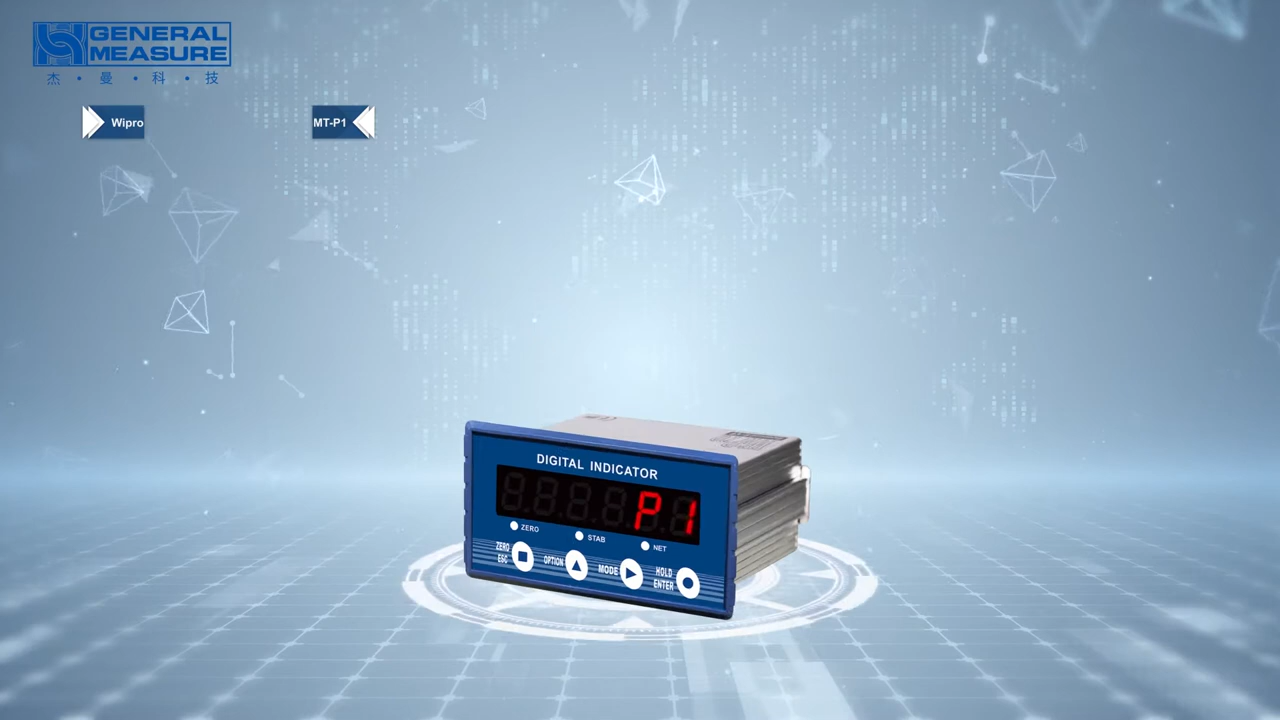 GENERAL
MEASURE
杰·曼·科·技
Wipro
MT-P1
DIGITAL INDICATOR
P1
ZERO
STAB
NET
ZERO
ESC
OPTION
MODE
HOLD
ENTER